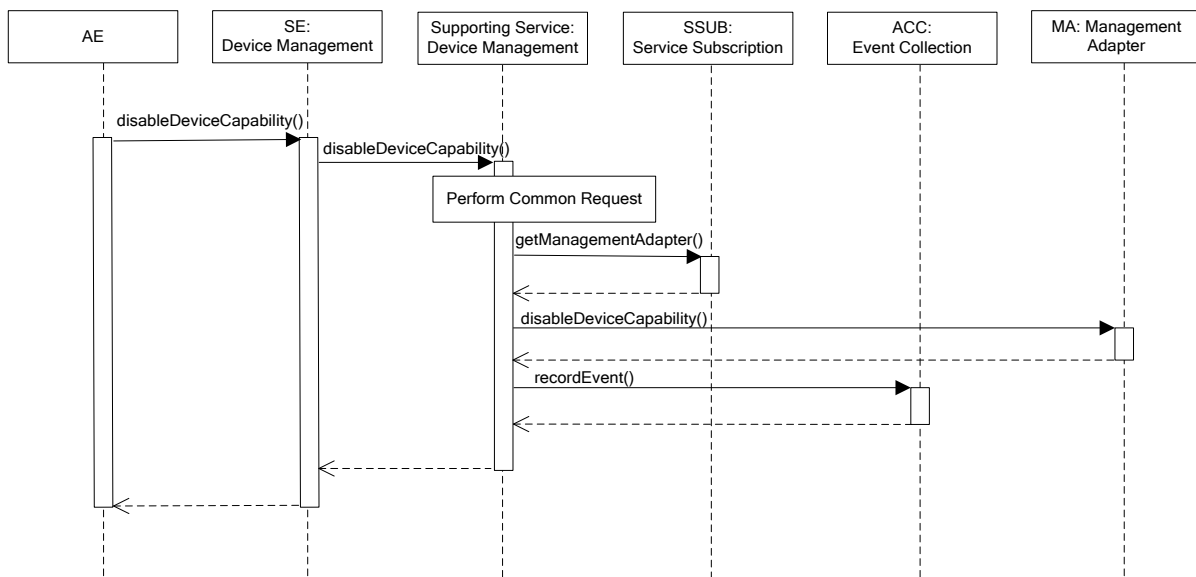 AE
SE:
Device Management
Supporting Service:
Device Management
SSUB:
Service Subscription
ACC:
Event Collection
MA: Management
Adapter
disableDeviceCapability()
disableDeviceCapability()
Perform Common Request
getManagementAdapter()
disableDeviceCapability()
recordEvent()